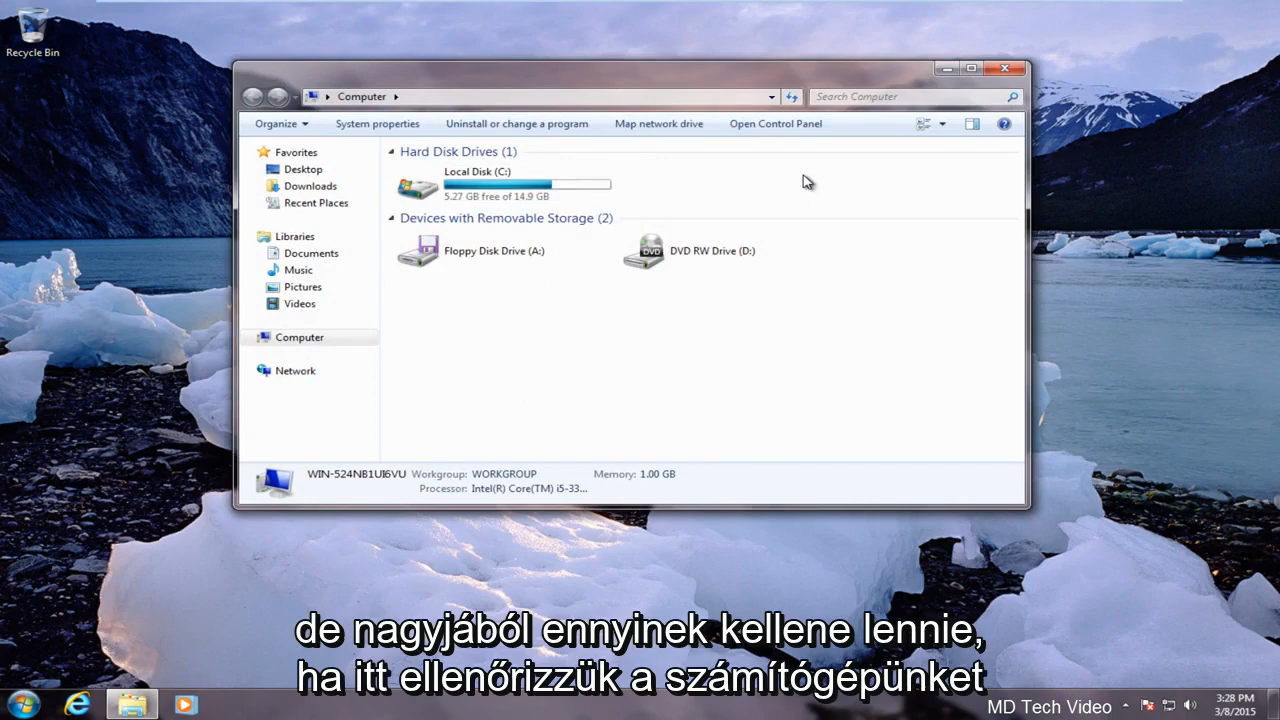 Recycle Bin
Computer
Search Computer
Organize
System properties
Uninstall or change a program
Map network drive
Open Control Panel
Favorites
Desktop
Downloads
Recent Places
Libraries
Documents
Music
Pictures
Videos
Computer
Network
Hard Disk Drives (1)
Local Disk (C:)
5.27 GB free of 14.9 GB
Devices with Removable Storage (2)
Floppy Disk Drive (A:)
DVD RW Drive (D:)
DVD
WIN-524NB1UI6VU Workgroup: WORKGROUP Memory: 1.00 GB
Processor: Intel(R) Core(TM) i5-33...
de nagyjából ennyinek kellene lennie,
ha itt ellenőrizzük a számítógépünket
MD Tech Video
3:28 PM
3/8/2015